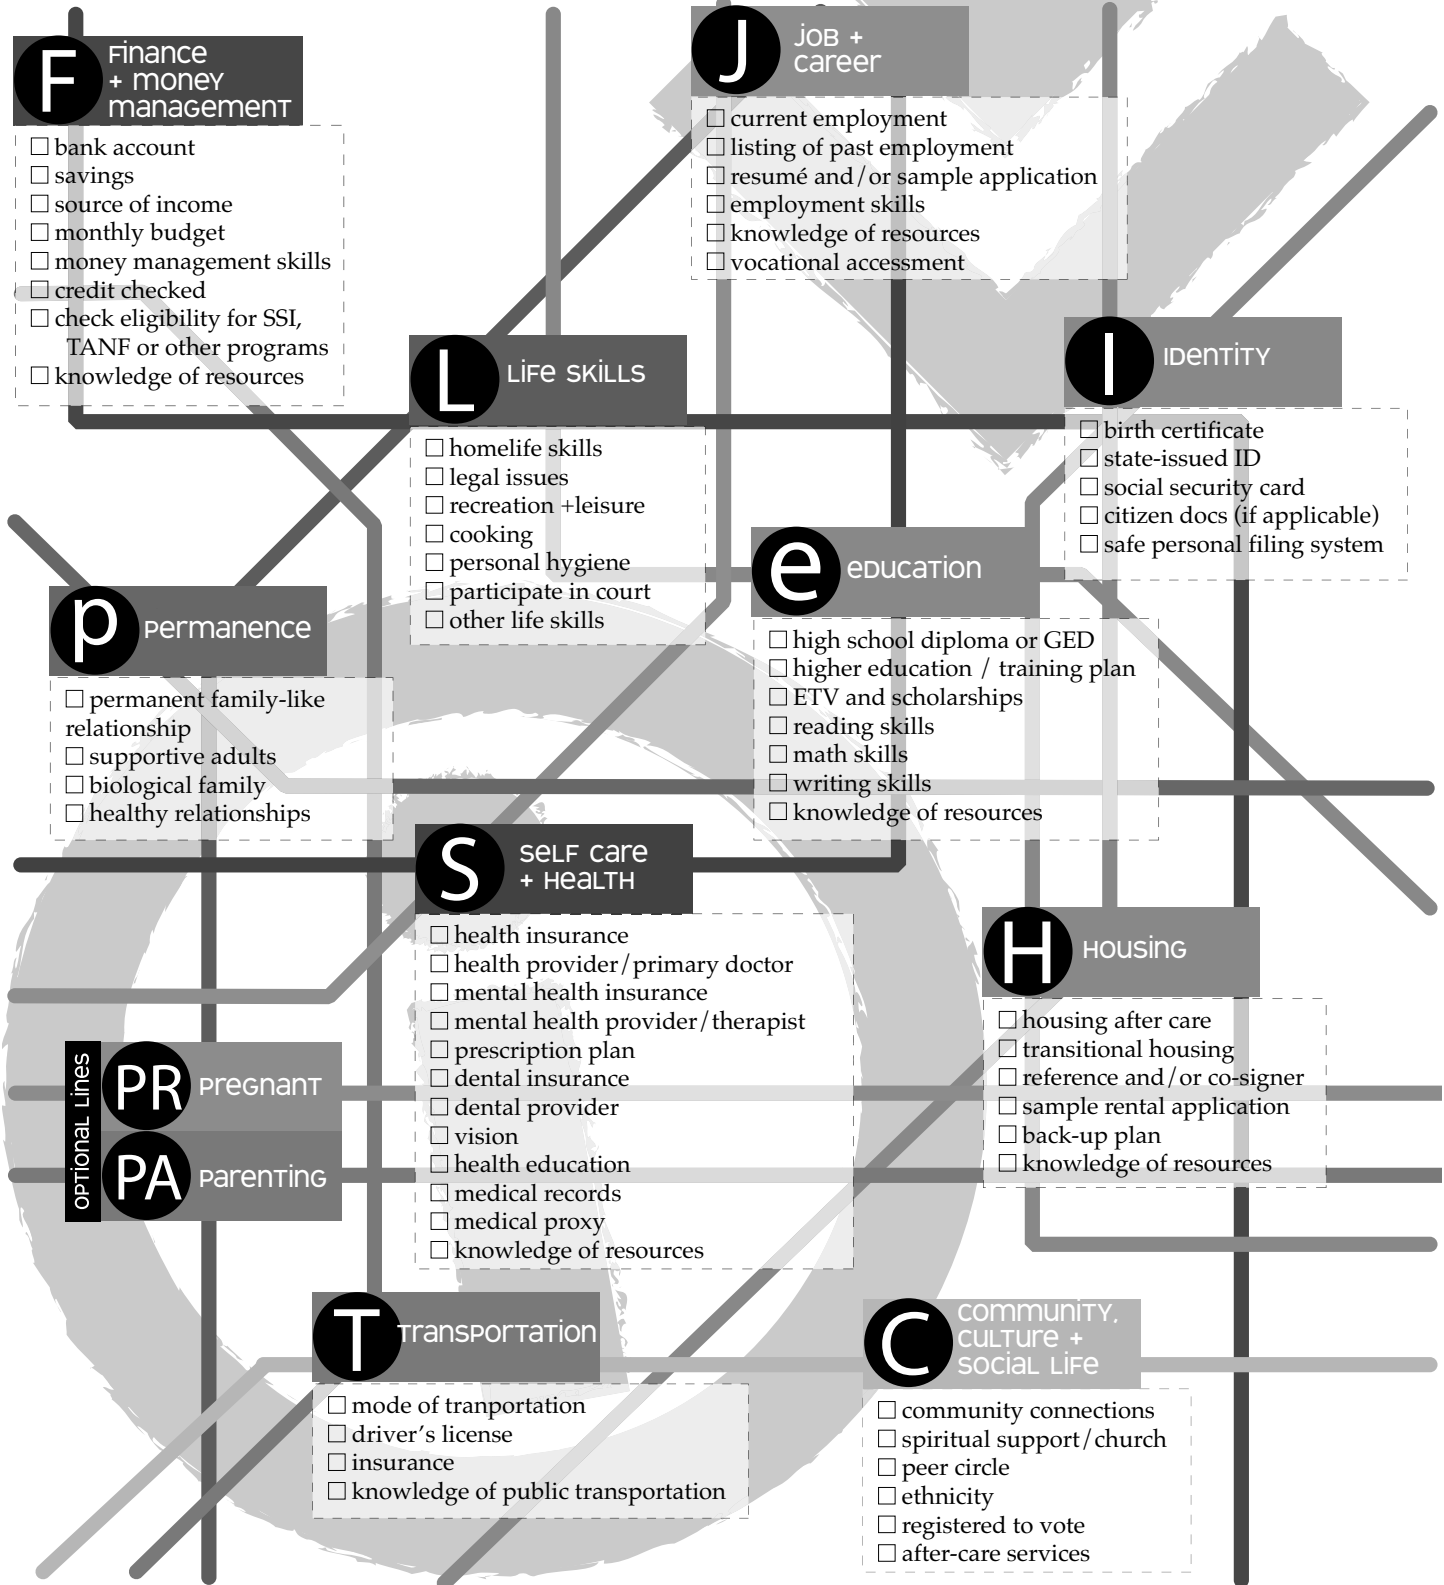 F
Finance
+ money
management
☐ bank account
☐ savings
☐ source of income
☐ monthly budget
☐ money management skills
☐ credit checked
☐ check eligibility for SSI,
TANF or other programs
☐ knowledge of resources
J
Job +
career
☐ current employment
☐ listing of past employment
☐ resumé and/or sample application
☐ employment skills
☐ knowledge of resources
☐ vocational accessment
L
Life Skills
☐ homelife skills
☐ legal issues
☐ recreation +leisure
☐ cooking
☐ personal hygiene
☐ participate in court
☐ other life skills
I
Identity
☐ birth certificate
☐ state-issued ID
☐ social security card
☐ citizen docs (if applicable)
☐ safe personal filing system
p
permanence
☐ permanent family-like
relationship
☐ supportive adults
☐ biological family
☐ healthy relationships
e
education
☐ high school diploma or GED
☐ higher education / training plan
☐ ETV and scholarships
☐ reading skills
☐ math skills
☐ writing skills
☐ knowledge of resources
S
Self care
+ Health
☐ health insurance
☐ health provider/primary doctor
☐ mental health insurance
☐ mental health provider/therapist
☐ prescription plan
☐ dental insurance
☐ dental provider
☐ vision
☐ health education
☐ medical records
☐ medical proxy
☐ knowledge of resources
H
Housing
☐ housing after care
☐ transitional housing
☐ reference and/or co-signer
☐ sample rental application
☐ back-up plan
☐ knowledge of resources
optional lines
PR
pregnant
PA
parenting
T
Transportation
☐ mode of tranportation
☐ driver's license
☐ insurance
☐ knowledge of public transportation
C
community,
culture +
social life
☐ community connections
☐ spiritual support/church
☐ peer circle
☐ ethnicity
☐ registered to vote
☐ after-care services